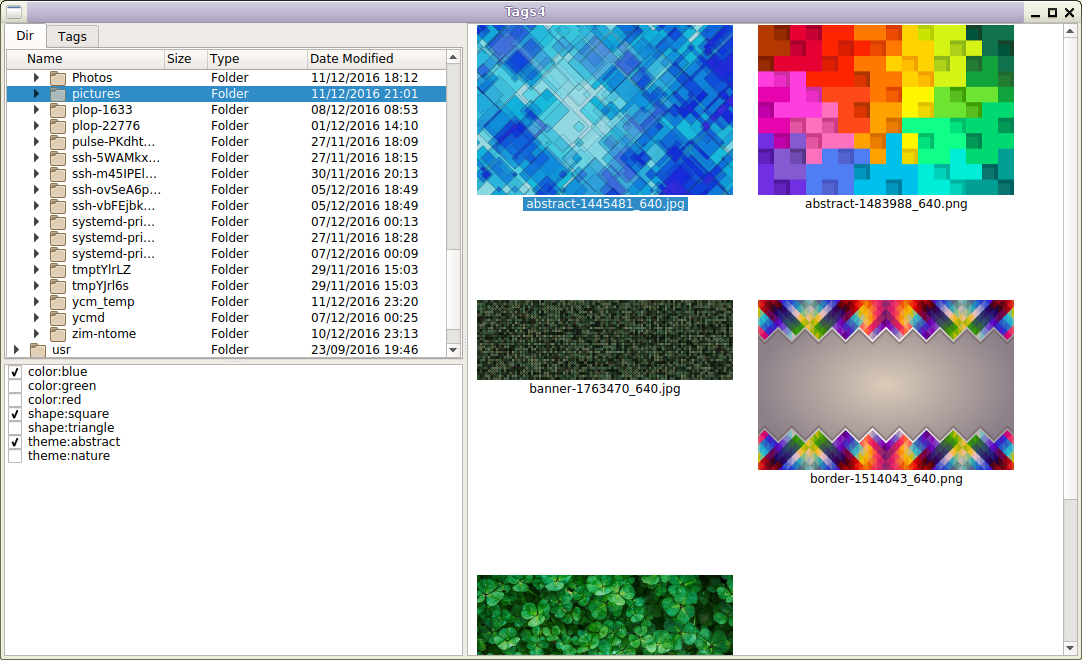 Tags4
Dir Tags
Name Size Type Date Modified
Photos Folder 11/12/2016 18:12
pictures Folder 11/12/2016 21:01
plop-1633 Folder 08/12/2016 08:53
plop-22776 Folder 01/12/2016 14:10
pulse-PKdht... Folder 27/11/2016 18:09
ssh-5WAMkx... Folder 27/11/2016 18:15
ssh-m45IPEl... Folder 30/11/2016 20:13
ssh-ovSeA6p... Folder 05/12/2016 18:49
ssh-vbFEJbk... Folder 05/12/2016 18:49
systemd-pri... Folder 07/12/2016 00:13
systemd-pri... Folder 27/11/2016 18:28
systemd-pri... Folder 07/12/2016 00:09
tmptYlrLZ Folder 29/11/2016 15:03
tmpYJrl6s Folder 29/11/2016 15:03
ycm_temp Folder 11/12/2016 23:20
ycmd Folder 07/12/2016 00:25
zim-ntome Folder 10/12/2016 23:13
usr Folder 23/09/2016 19:46
color:blue
color:green
color:red
shape:square
shape:triangle
theme:abstract
theme:nature
abstract-1445481_640.jpg
abstract-1483988_640.png
banner-1763470_640.jpg
border-1514043_640.png